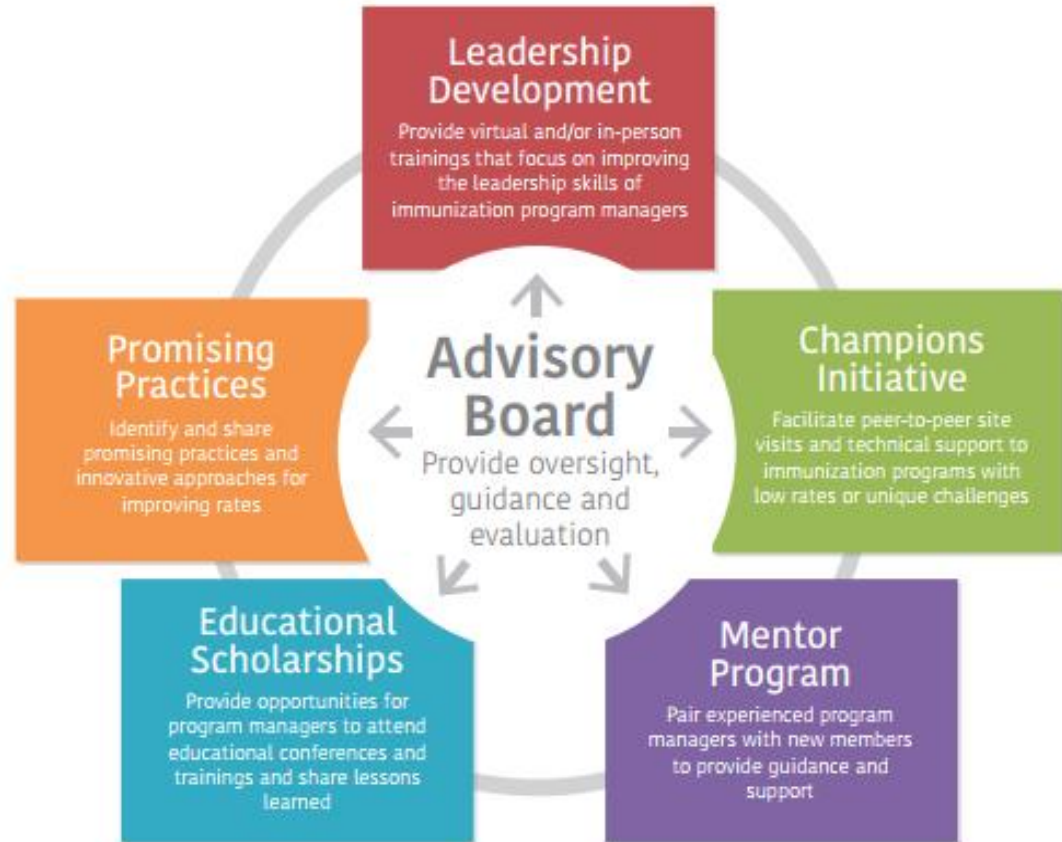 Leadership
Development
Provide virtual and/or in-person
trainings that focus on improving
the leadership skills of
immunization program managers
Promising
Practices
Identify and share
promising practices and
innovative approaches for
improving rates
Advisory
Board
Provide oversight,
guidance and
evaluation
Champions
Initiative
Facilitate peer-to-peer site
visits and technical support to
immunization programs with
low rates or unique challenges
Educational
Scholarships
Provide opportunities for
program managers to attend
educational conferences and
trainings and share lessons
learned
Mentor
Program
Pair experienced program
managers with new members
to provide guidance and
support